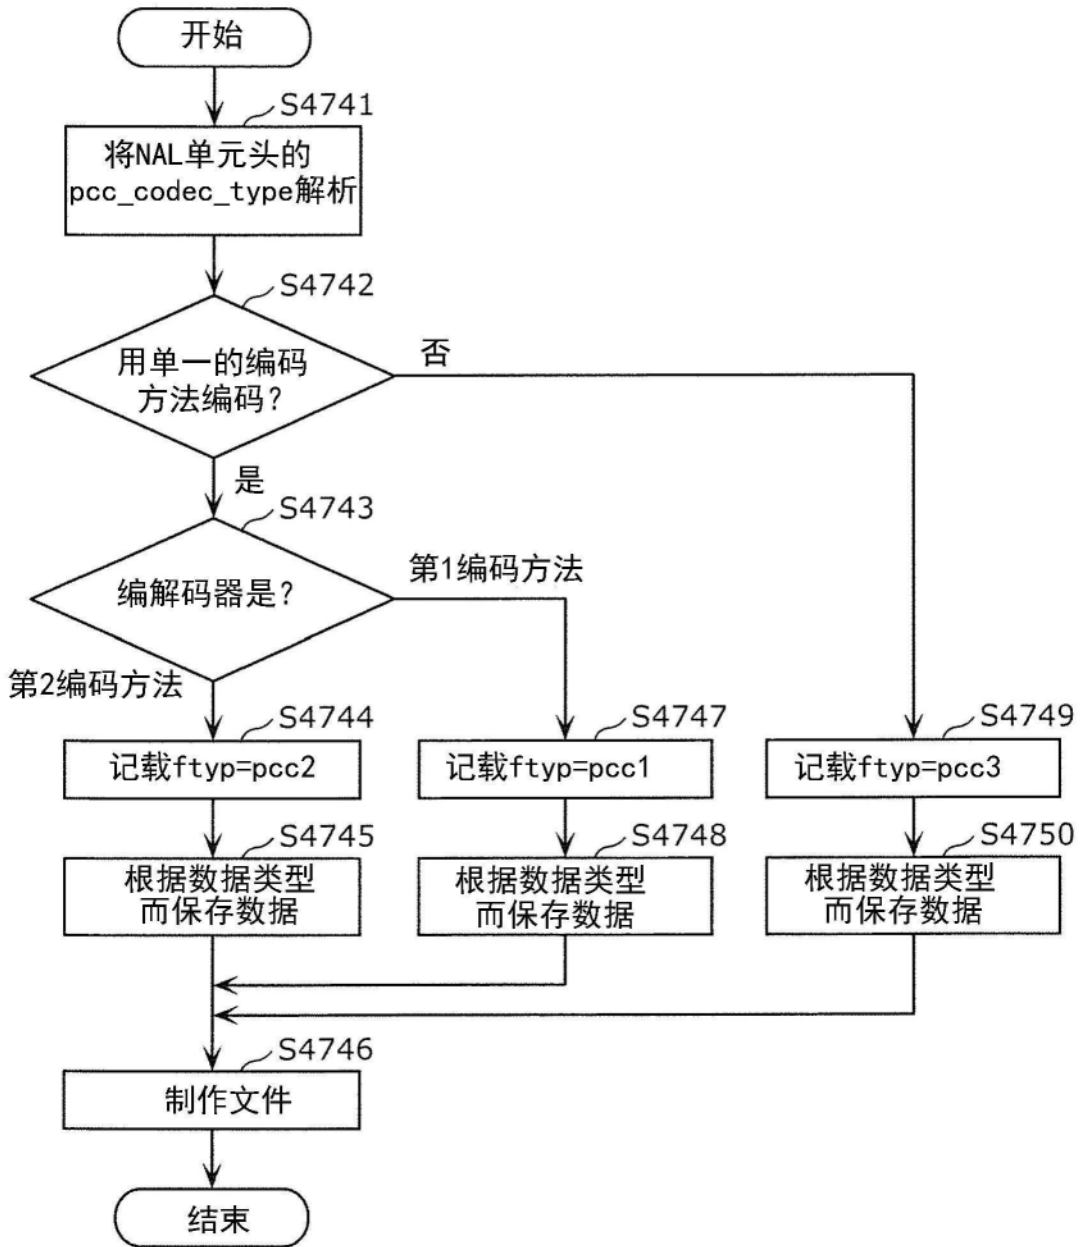 开始
S4741
将NAL单元头的
pcc_codec_type解析
S4742
用单一的编码
方法编码?
否
是
S4743
编解码器是?
第1编码方法
第2编码方法
S4744
记载ftyp=pcc2
S4747
记载ftyp=pcc1
S4749
记载ftyp=pcc3
S4745
根据数据类型
而保存数据
S4748
根据数据类型
而保存数据
S4750
根据数据类型
而保存数据
S4746
制作文件
结束